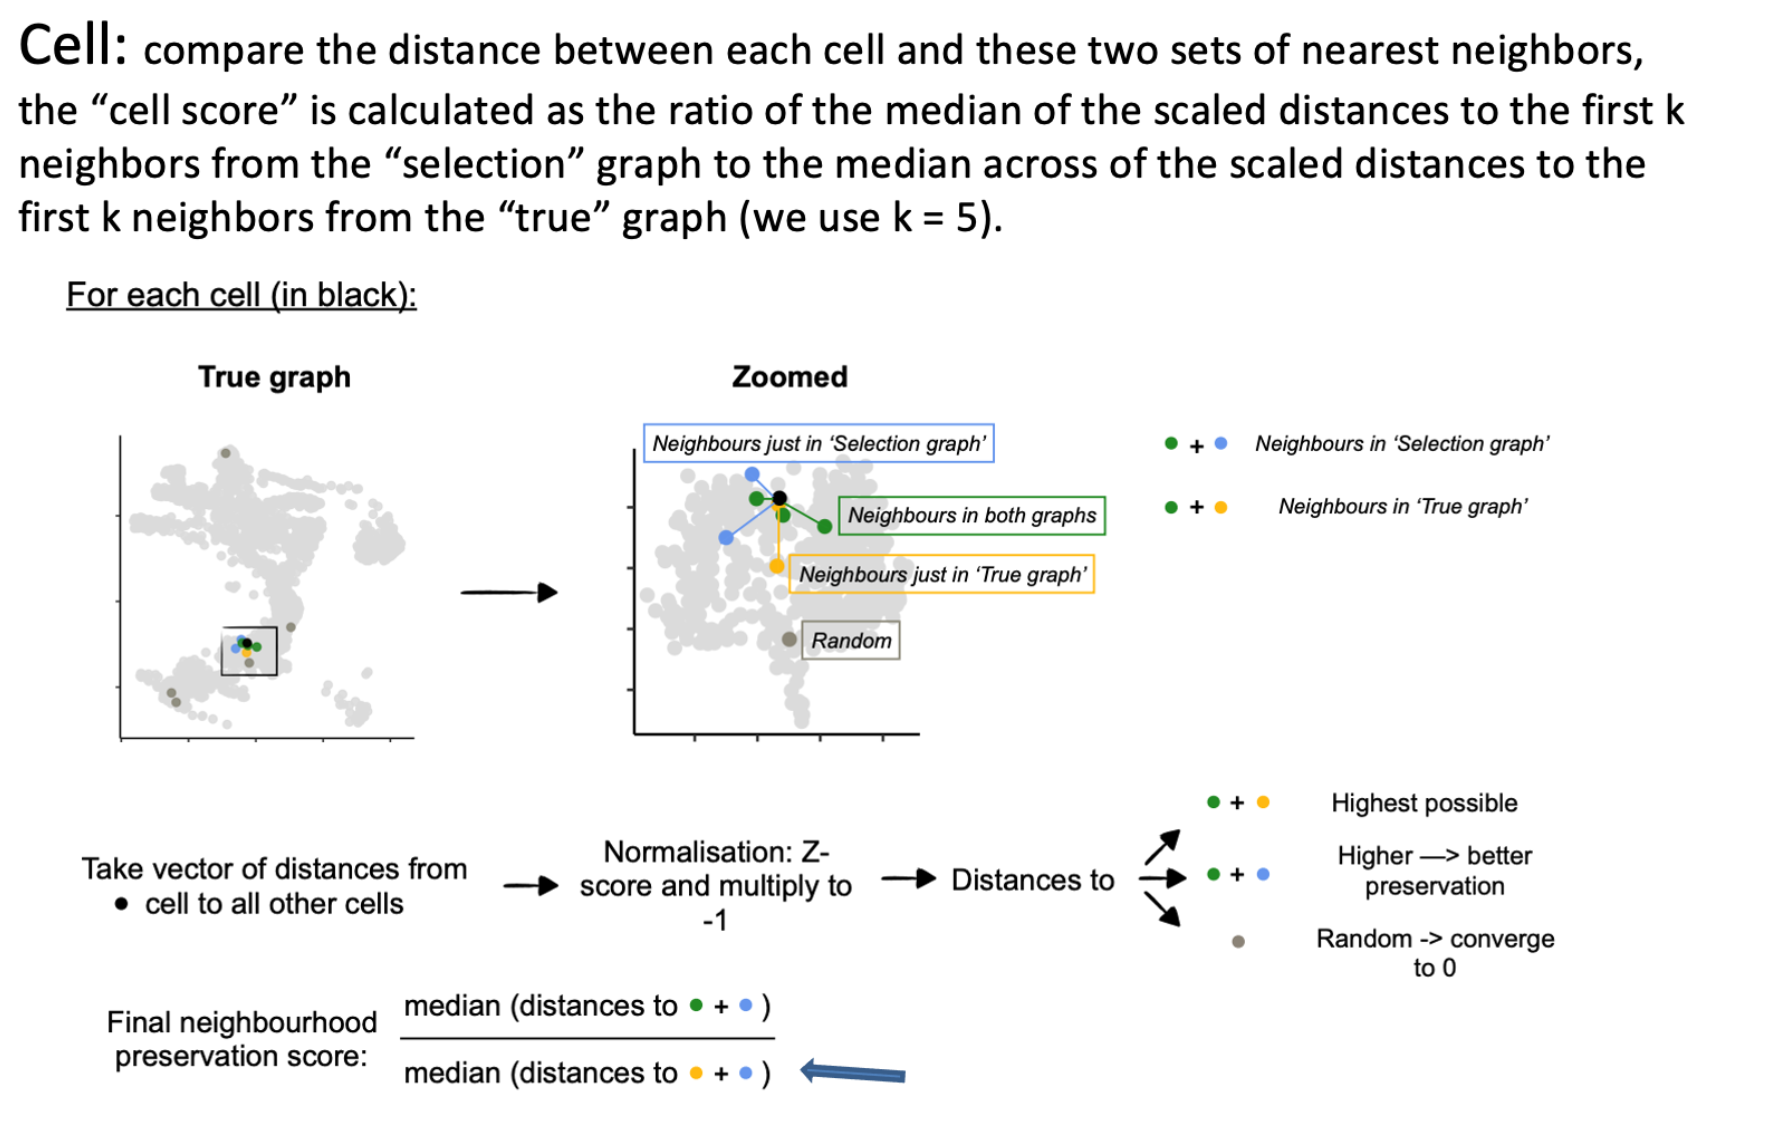 Cell: compare the distance between each cell and these two sets of nearest neighbors,
the “cell score” is calculated as the ratio of the median of the scaled distances to the first k
neighbors from the “selection” graph to the median across of the scaled distances to the
first k neighbors from the “true” graph (we use k = 5).
For each cell (in black):
True graph
Zoomed
Neighbours just in ‘Selection graph’
Neighbours in both graphs
Neighbours just in ‘True graph’
Random
+ Neighbours in ‘Selection graph’
+ Neighbours in ‘True graph’
Take vector of distances from
• cell to all other cells
Normalisation: Z-
score and multiply to
-1
Distances to
+ Highest possible
+ Higher —> better
preservation
Random -> converge
to 0
Final neighbourhood
preservation score:
median (distances to • + • )
median (distances to • + • )